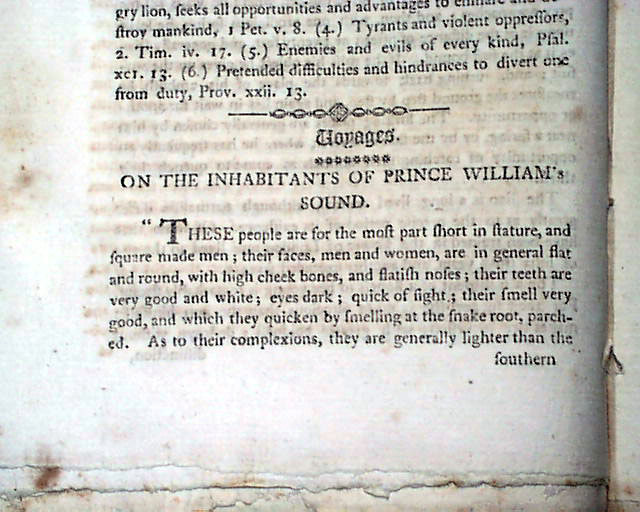 gry lion, ſeeks all opportunities and advantages to enſnare and de-
ſtroy mankind, 1 Pet. v. 8. (4.) Tyrants and violent oppreſſors,
2. Tim. iv. 17. (5.) Enemies and evils of every kind, Pſal.
xci. 13. (6.) Pretended difficulties and hindrances to divert one
from duty, Prov. xxii. 13.
Voyages.
ON THE INHABITANTS OF PRINCE WILLIAM's
SOUND.
“ THESE people are for the moſt part ſhort in ſtature, and
ſquare made men ; their faces, men and women, are in general flat
and round, with high cheek bones, and flatiſh noſes ; their teeth are
very good and white ; eyes dark ; quick of ſight ; their ſmell very
good, and which they quicken by ſmelling at the ſnake root, parch-
ed. As to their complexions, they are generally lighter than the
ſouthern